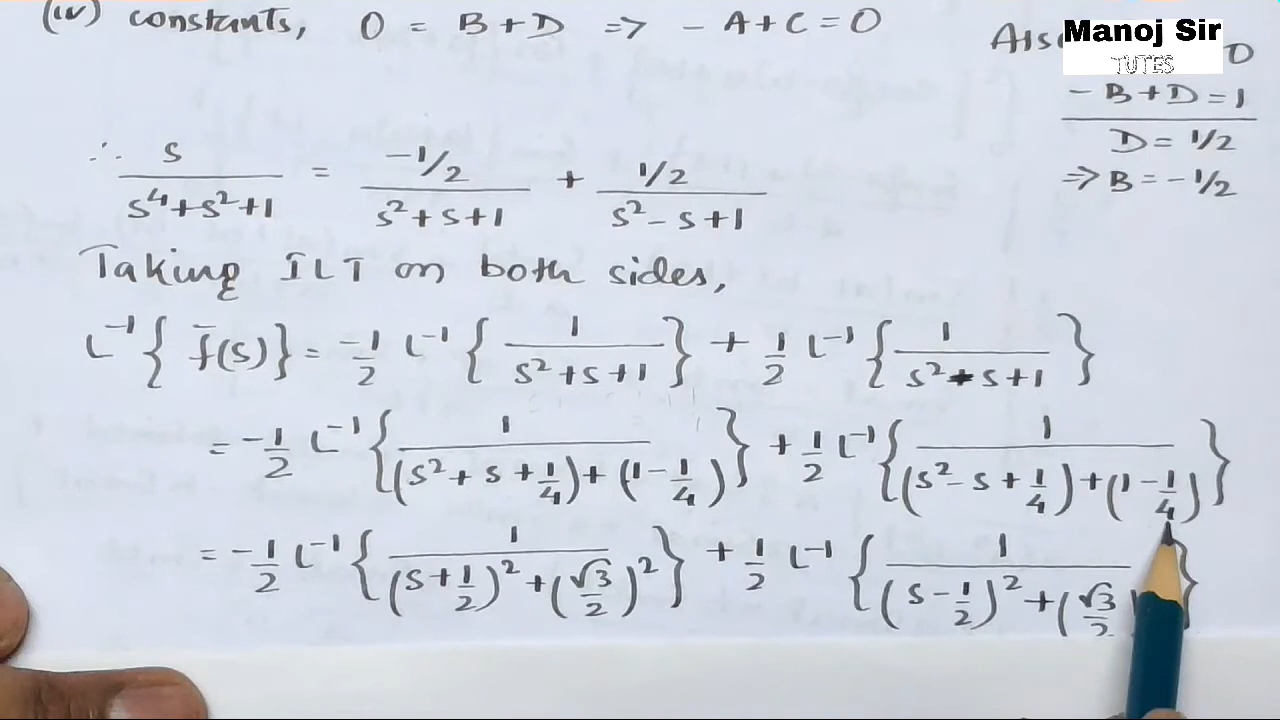 (iv) constants, 0 = B+D => -A+C=0
Manoj Sir
TUTES
0
-B+D=1
D=1/2
=> B=-1/2
∴ s/(s⁴+s²+1) = (-1/2)/(s²+s+1) + (1/2)/(s²-s+1)
Taking ILT on both sides,
L⁻¹{f̄(s)} = -1/2 L⁻¹{1/(s²+s+1)} + 1/2 L⁻¹{1/(s²-s+1)}
= -1/2 L⁻¹{1/((s²+s+1/4)+(1-1/4))} + 1/2 L⁻¹{1/((s²-s+1/4)+(1-1/4))}
= -1/2 L⁻¹{1/((s+1/2)²+(√3/2)²)} + 1/2 L⁻¹{1/((s-1/2)²+(√3/2